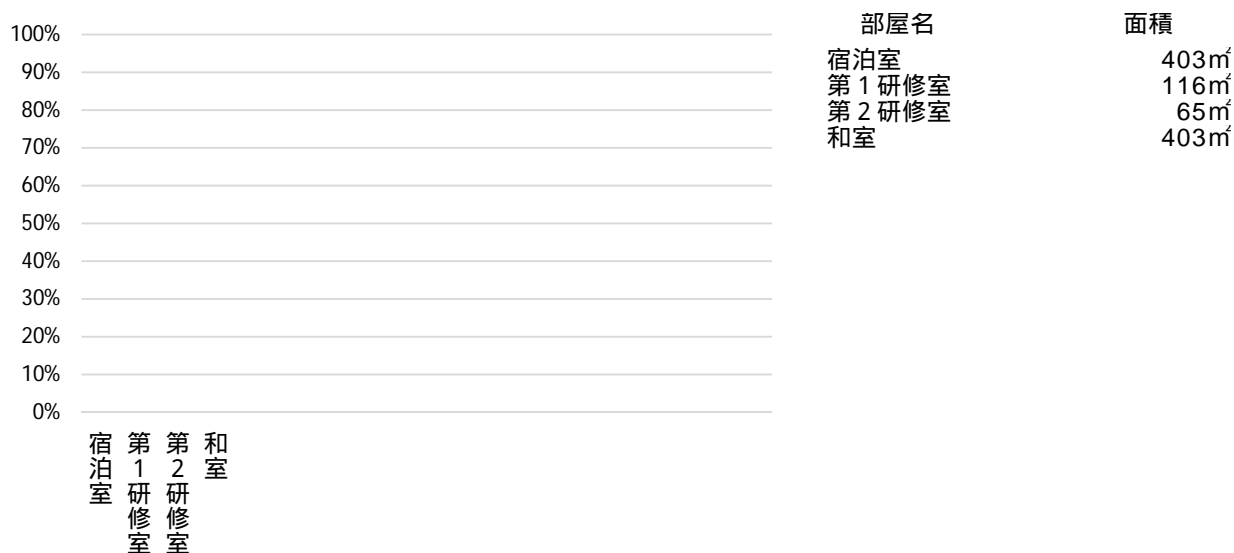 100%
90%
80%
70%
60%
50%
40%
30%
20%
10%
0%
宿泊室
第1研修室
第2研修室
和室
部屋名 面積
宿泊室 403㎡
第1研修室 116㎡
第2研修室 65㎡
和室 403㎡